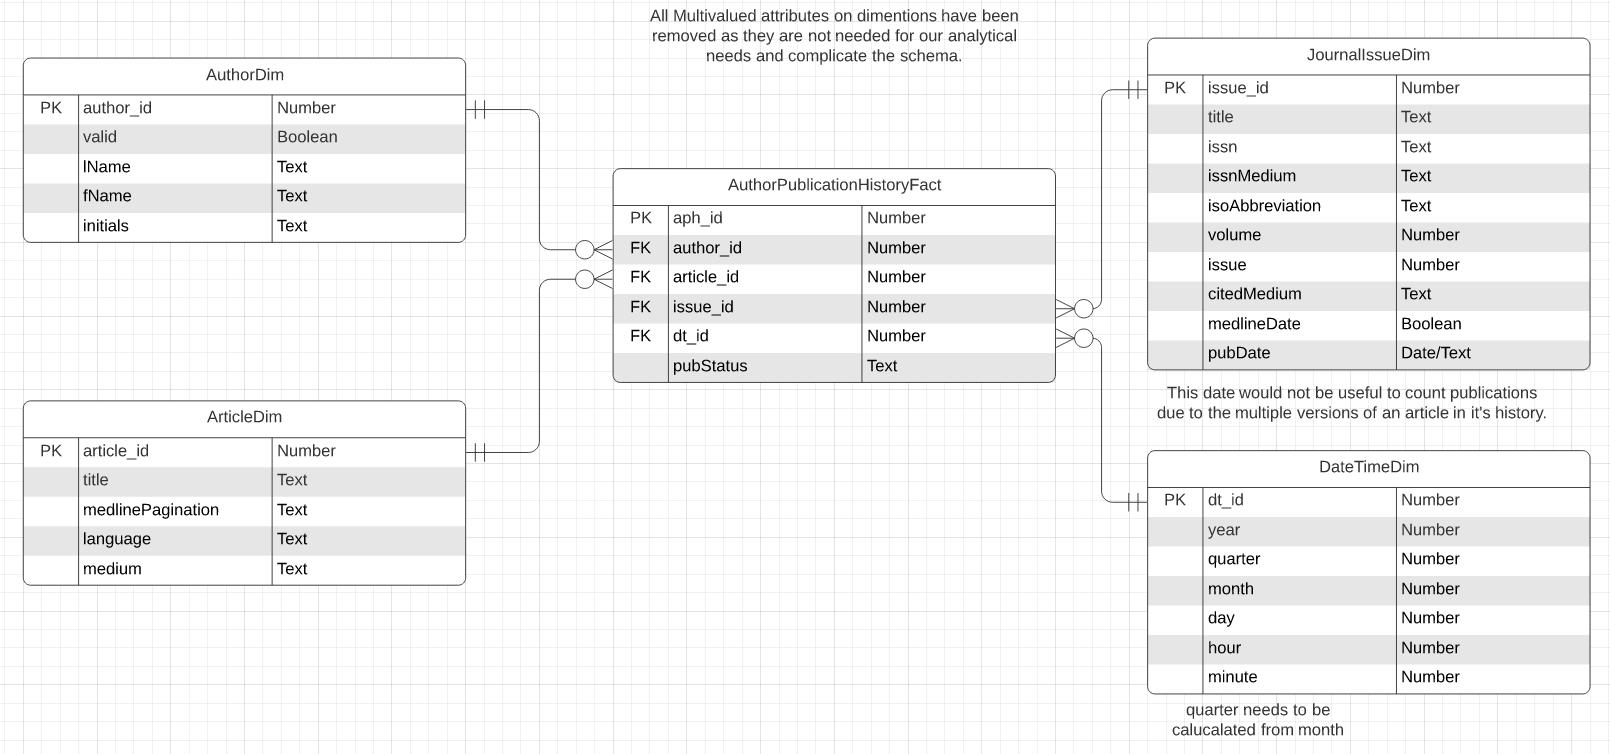 All Multivalued attributes on dimentions have been
removed as they are not needed for our analytical
needs and complicate the schema.
AuthorDim
PK author_id Number
valid Boolean
lName Text
fName Text
initials Text
ArticleDim
PK article_id Number
title Text
medlinePagination Text
language Text
medium Text
AuthorPublicationHistoryFact
PK aph_id Number
FK author_id Number
FK article_id Number
FK issue_id Number
FK dt_id Number
pubStatus Text
JournalIssueDim
PK issue_id Number
title Text
issn Text
issnMedium Text
isoAbbreviation Text
volume Number
issue Number
citedMedium Text
medlineDate Boolean
pubDate Date/Text
This date would not be useful to count publications
due to the multiple versions of an article in it's history.
DateTimeDim
PK dt_id Number
year Number
quarter Number
month Number
day Number
hour Number
minute Number
quarter needs to be
calucalated from month